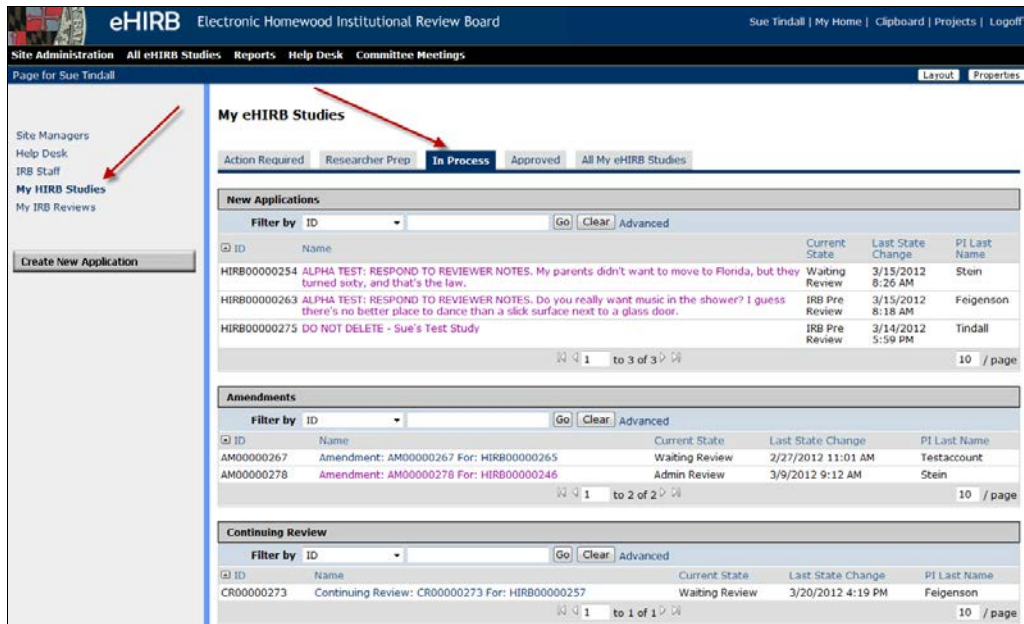 eHIRB Electronic Homewood Institutional Review Board Sue Tindall | My Home | Clipboard | Projects | Logoff
Site Administration All eHIRB Studies Reports Help Desk Committee Meetings
Page for Sue Tindall Layout Properties
Site Managers
Help Desk
IRB Staff
My HIRB Studies
My IRB Reviews
Create New Application
My eHIRB Studies
Action Required Researcher Prep In Process Approved All My eHIRB Studies
New Applications
Filter by ID Go Clear Advanced
ID Name Current State Last State Change PI Last Name
HIRB00000254 ALPHA TEST: RESPOND TO REVIEWER NOTES. My parents didn't want to move to Florida, but they Waiting 3/15/2012 Stein
turned sixty, and that's the law. Review 8:26 AM
HIRB00000263 ALPHA TEST: RESPOND TO REVIEWER NOTES. Do you really want music in the shower? I guess IRB Pre 3/15/2012 Feigenson
there's no better place to dance than a slick surface next to a glass door. Review 8:18 AM
HIRB00000275 DO NOT DELETE - Sue's Test Study IRB Pre 3/14/2012 Tindall
Review 5:59 PM
1 to 3 of 3 10 / page
Amendments
Filter by ID Go Clear Advanced
ID Name Current State Last State Change PI Last Name
AM00000267 Amendment: AM00000267 For: HIRB00000265 Waiting Review 2/27/2012 11:01 AM Testaccount
AM00000278 Amendment: AM00000278 For: HIRB00000246 Admin Review 3/9/2012 9:12 AM Stein
1 to 2 of 2 10 / page
Continuing Review
Filter by ID Go Clear Advanced
ID Name Current State Last State Change PI Last Name
CR00000273 Continuing Review: CR00000273 For: HIRB00000257 Waiting Review 3/20/2012 4:19 PM Feigenson
1 to 1 of 1 10 / page